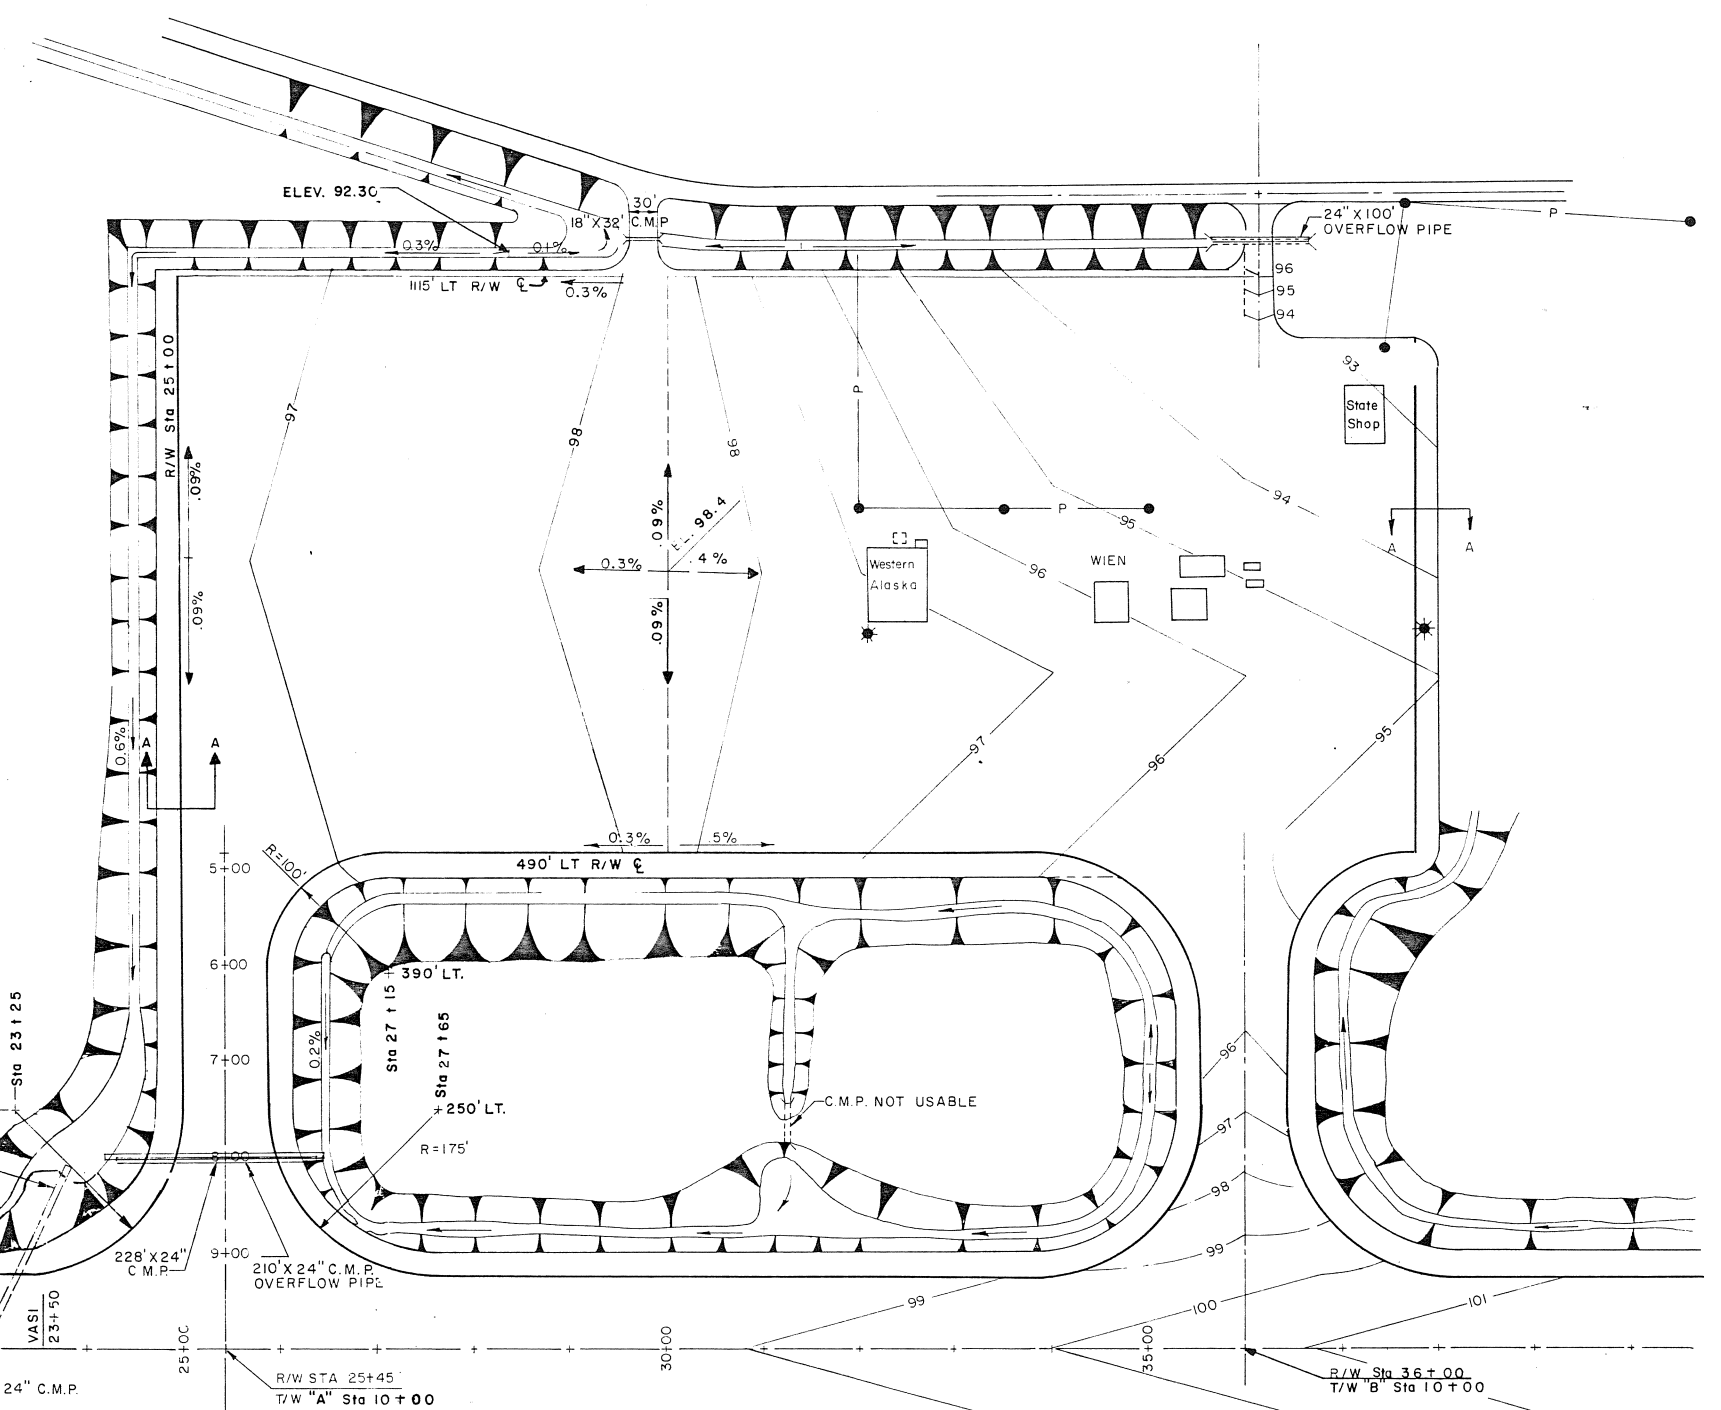 ELEV. 92.30
30'
18" X 32'
C.M.P
24" X 100'
OVERFLOW PIPE
P
0.3%
0.1%
1115' LT R/W ℄
0.3%
96
95
94
R/W Sta 25+00
97
98
98
P
93
State
Shop
.09%
.09%
EL. 98.4
94
P
95
A
A
.09%
0.3%
.4%
.09%
.09%
Western
Alaska
96
WIEN
0.6%
A
A
97
96
95
0.3%
.5%
R=100'
490' LT R/W ℄
5+00
6+00
390' LT.
Sta 23+25
0.2%
Sta 27+15
Sta 27+65
7+00
250' LT.
C.M.P. NOT USABLE
96
97
R=175'
8+00
98
99
228' X 24"
C.M.P.
9+00
210' X 24" C.M.P.
OVERFLOW PIPE
VASI
23+50
99
100
101
25+00
30+00
35+00
R/W STA 25+45
T/W "A" Sta 10+00
R/W Sta 36+00
T/W "B" Sta 10+00
24" C.M.P.